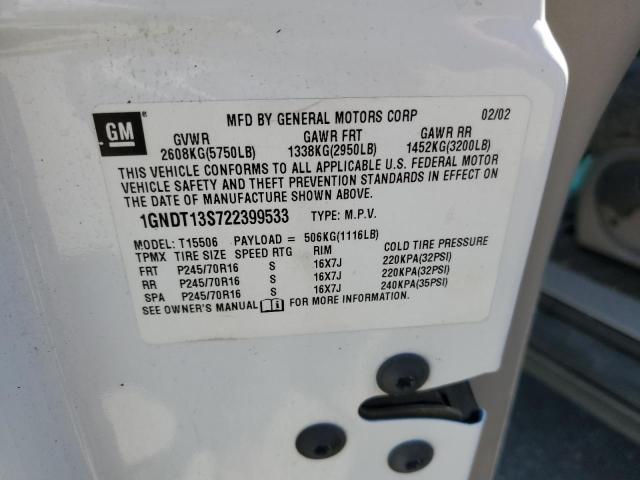 GM ®
MFD BY GENERAL MOTORS CORP 02/02
GVWR GAWR FRT GAWR RR
2608KG(5750LB) 1338KG(2950LB) 1452KG(3200LB)
THIS VEHICLE CONFORMS TO ALL APPLICABLE U.S. FEDERAL MOTOR
VEHICLE SAFETY AND THEFT PREVENTION STANDARDS IN EFFECT ON
THE DATE OF MANUFACTURE SHOWN ABOVE.
1GNDT13S722399533 TYPE: M.P.V.
MODEL: T15506 PAYLOAD = 506KG(1116LB)
TPMX TIRE SIZE SPEED RTG RIM COLD TIRE PRESSURE
FRT P245/70R16 S 16X7J 220KPA(32PSI)
RR P245/70R16 S 16X7J 220KPA(32PSI)
SPA P245/70R16 S 16X7J 240KPA(35PSI)
SEE OWNER'S MANUAL FOR MORE INFORMATION.